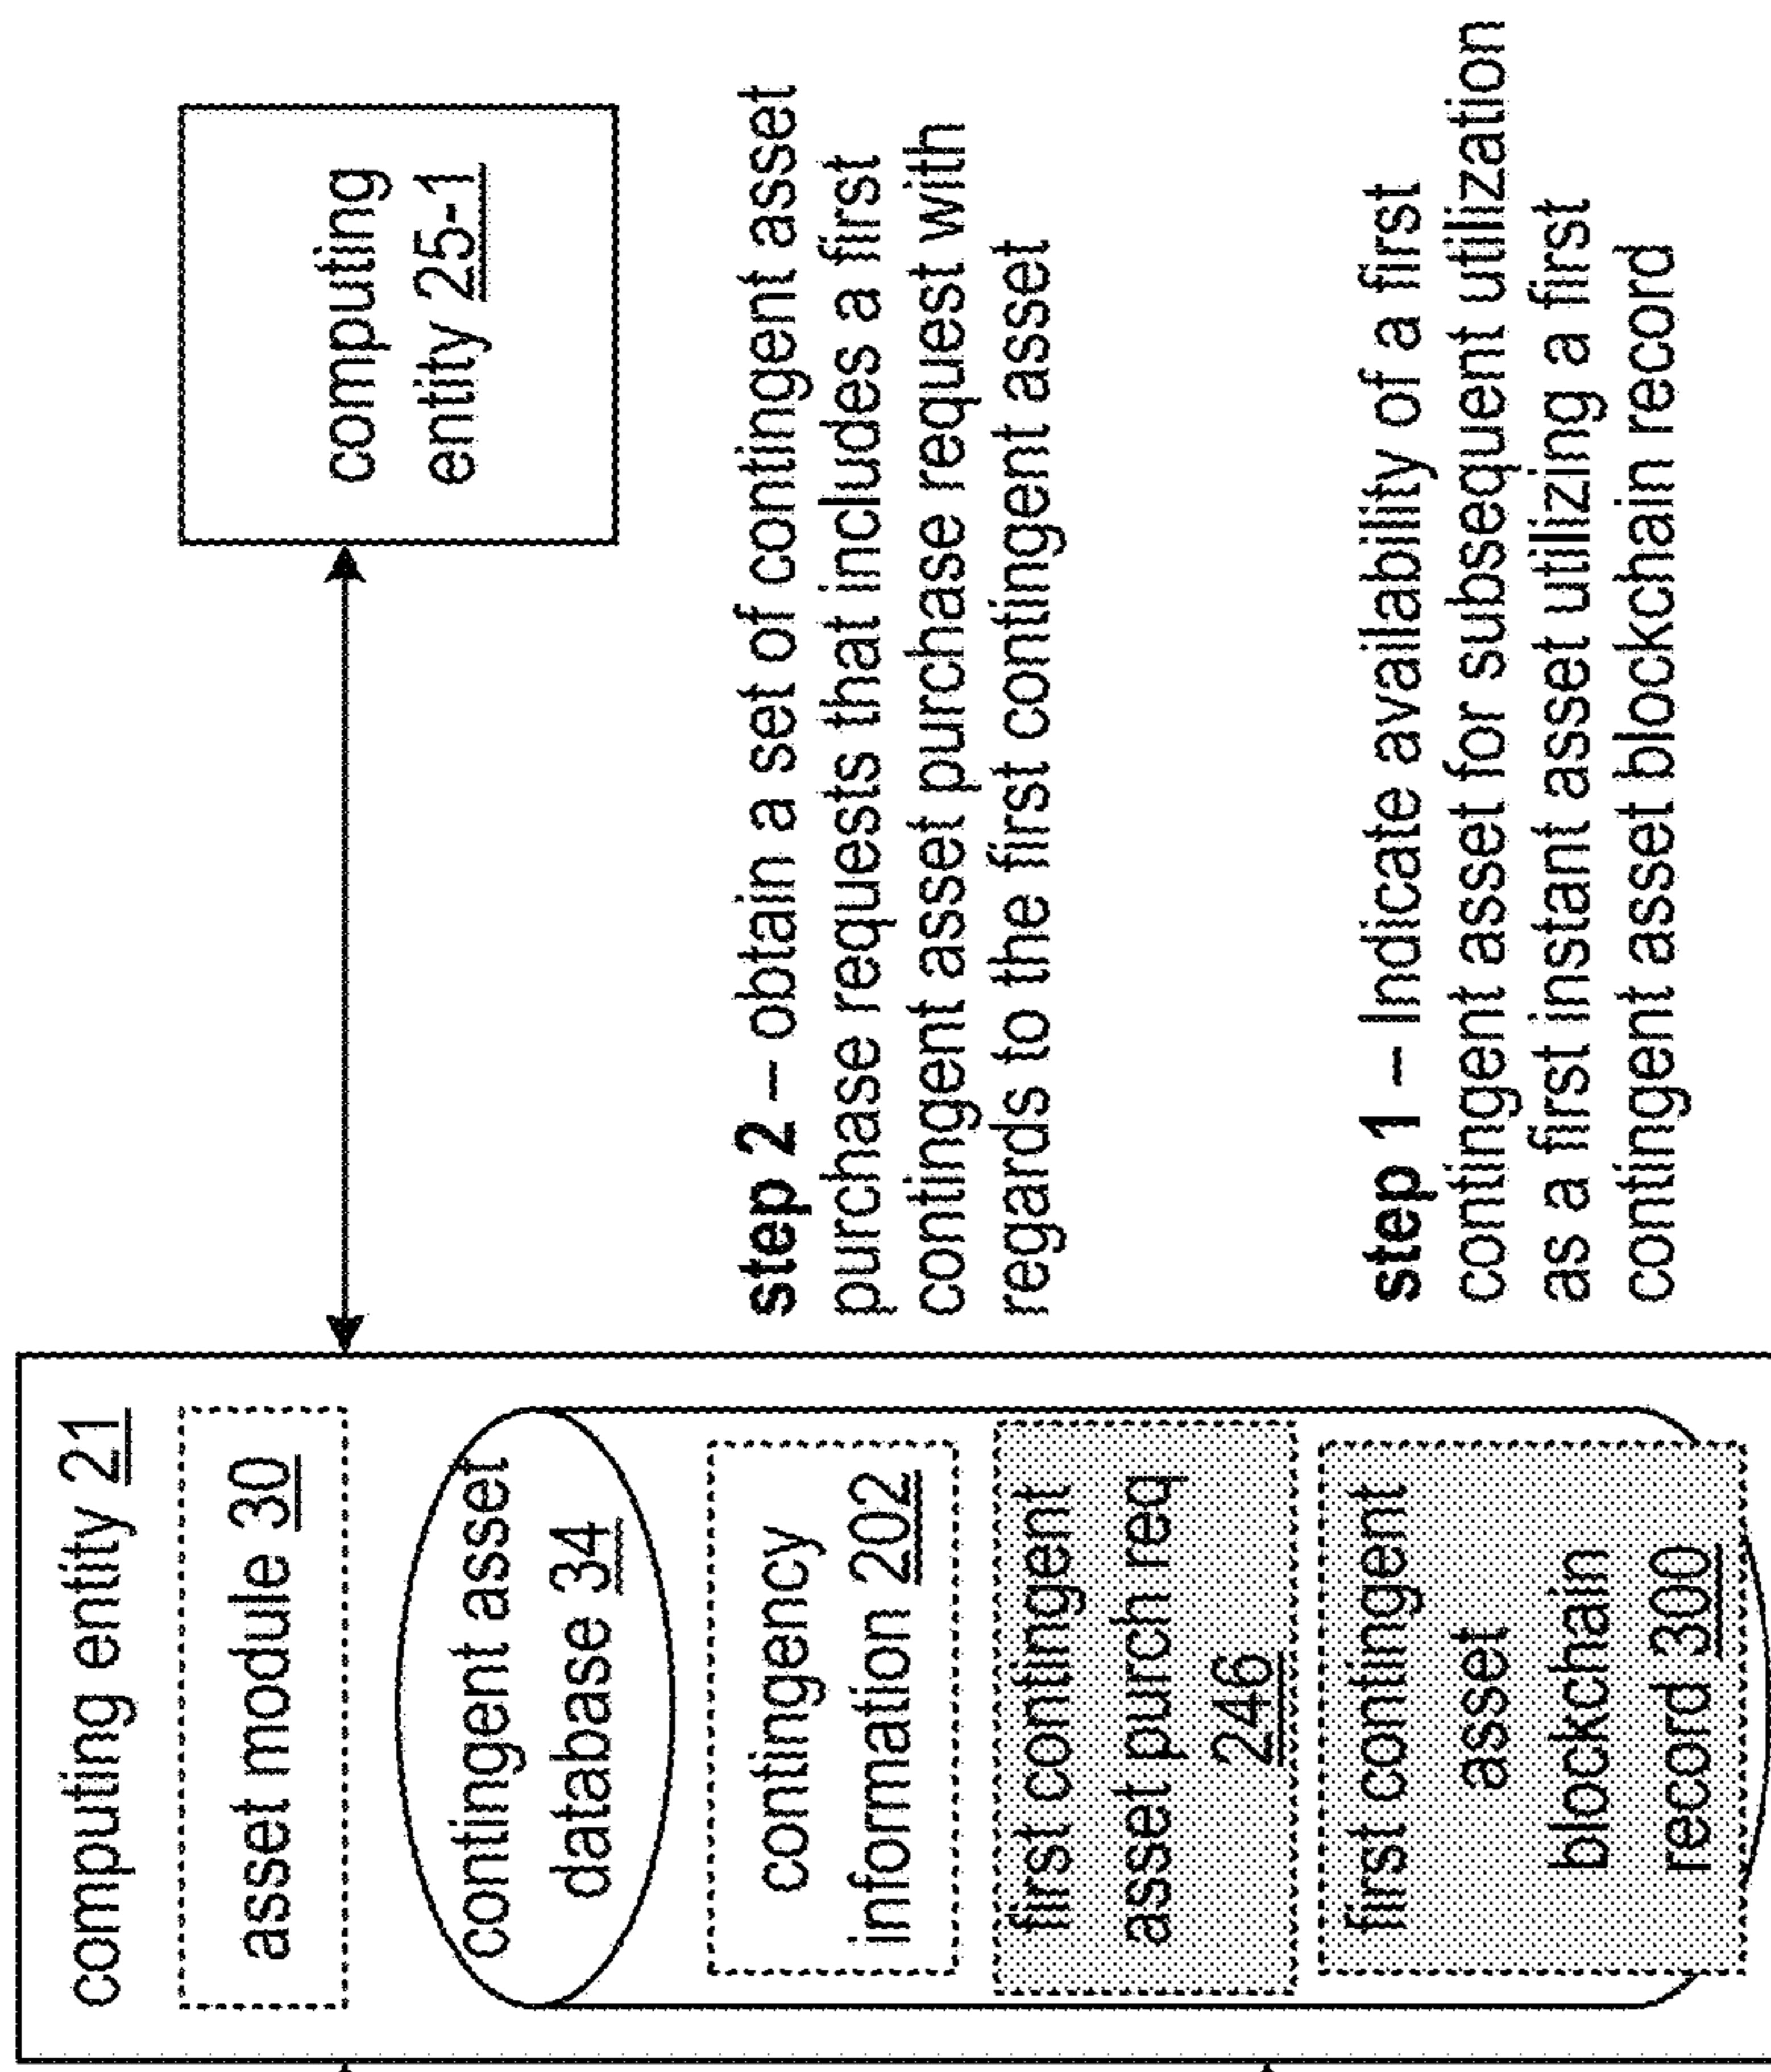 computing entity 21
asset module 30
contingent asset
database 34
contingency
information 202
first contingent
asset purch req
246
first contingent
asset
blockchain
record 300
computing
entity 25-1
step 2 – obtain a set of contingent asset
purchase requests that includes a first
contingent asset purchase request with
regards to the first contingent asset
step 1 – Indicate availability of a first
contingent asset for subsequent utilization
as a first instant asset utilizing a first
contingent asset blockchain record